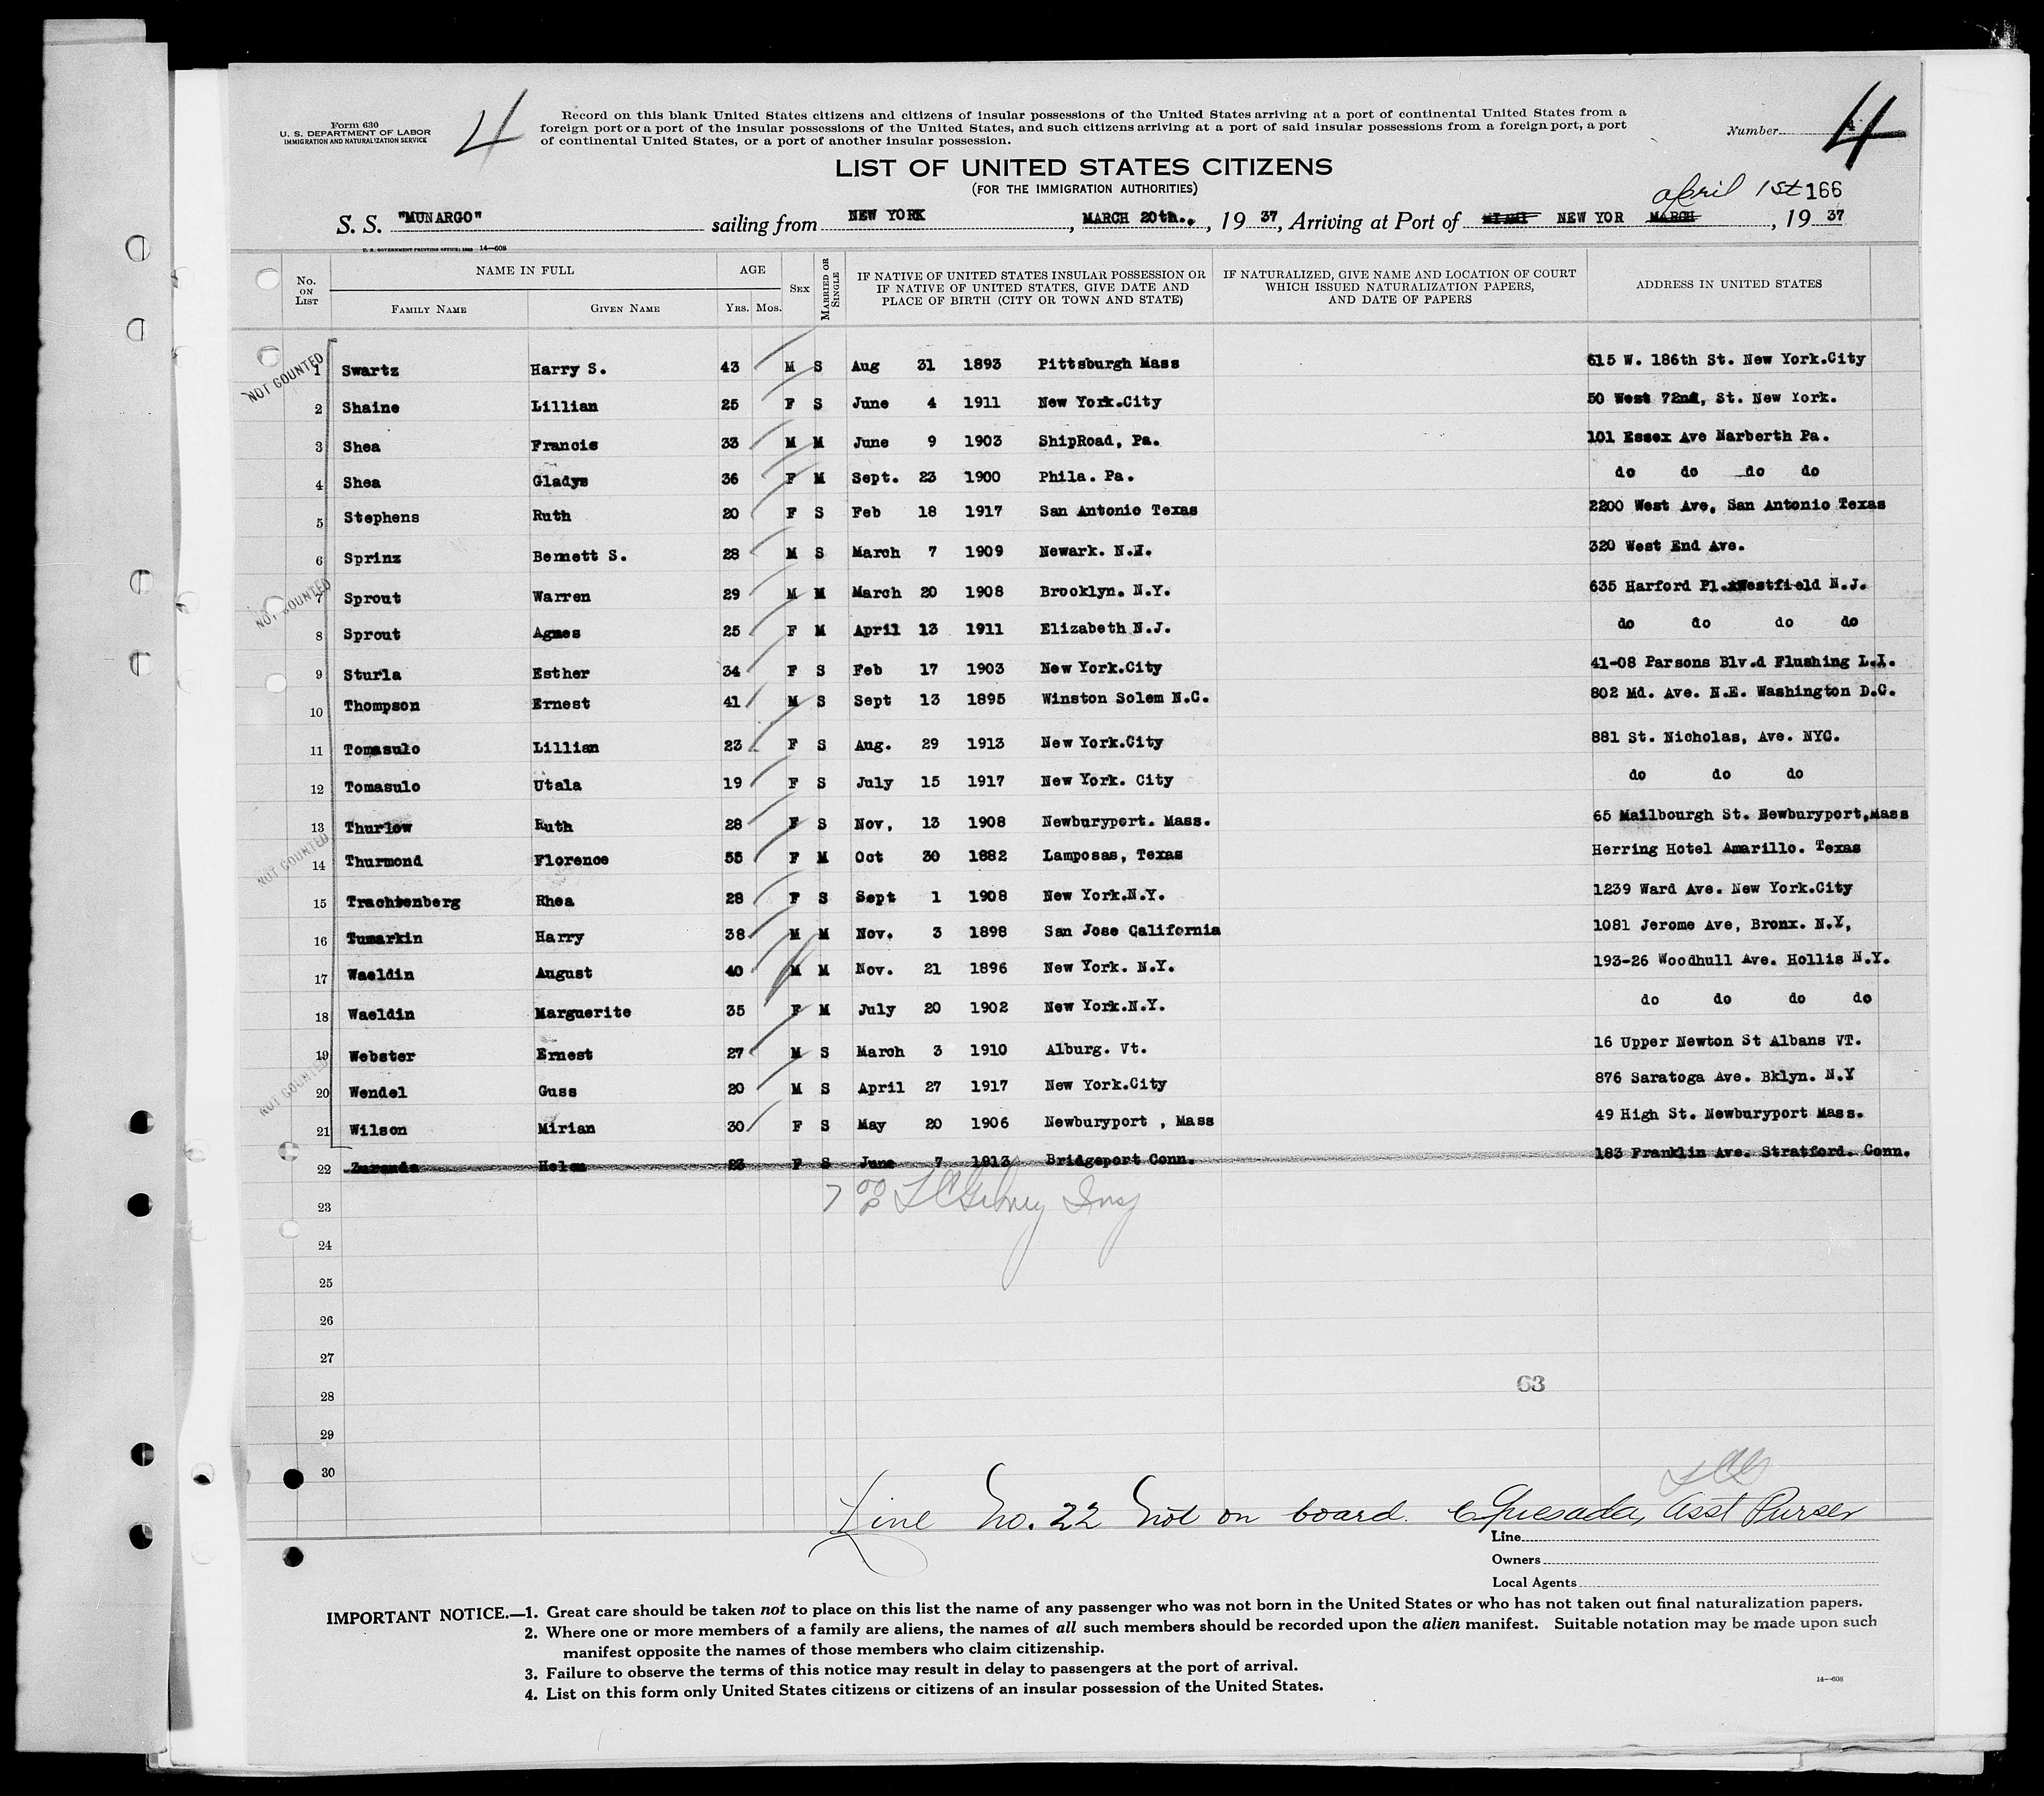 Form 630
U. S. DEPARTMENT OF LABOR
IMMIGRATION AND NATURALIZATION SERVICE
4
Record on this blank United States citizens and citizens of insular possessions of the United States arriving at a port of continental United States from a
foreign port or a port of the insular possessions of the United States, and such citizens arriving at a port of said insular possessions from a foreign port, a port
of continental United States, or a port of another insular possession.
Number 4
LIST OF UNITED STATES CITIZENS
(FOR THE IMMIGRATION AUTHORITIES)
April 1st 166
S. S. "MUNARGO" sailing from NEW YORK, MARCH 20th., 19 37, Arriving at Port of MIAMI NEW YOR MARCH, 19 37
U. S. GOVERNMENT PRINTING OFFICE: 14—608
No. ON LIST NAME IN FULL AGE SEX MARRIED OR SINGLE IF NATIVE OF UNITED STATES INSULAR POSSESSION OR IF NATIVE OF UNITED STATES, GIVE DATE AND PLACE OF BIRTH (CITY OR TOWN AND STATE) IF NATURALIZED, GIVE NAME AND LOCATION OF COURT WHICH ISSUED NATURALIZATION PAPERS, AND DATE OF PAPERS ADDRESS IN UNITED STATES
FAMILY NAME GIVEN NAME YRS. MOS.
NOT COUNTED
1 Swartz Harry S. 43 M S Aug 31 1893 Pittsburgh Mass 615 W. 186th St. New York.City
2 Shaine Lillian 25 F S June 4 1911 New York.City 50 West 72nd, St. New York.
3 Shea Francis 33 M M June 9 1903 ShipRoad, Pa. 101 Essex Ave Narberth Pa.
4 Shea Gladys 36 F M Sept. 23 1900 Phila. Pa. do do do do
5 Stephens Ruth 20 F S Feb 18 1917 San Antonio Texas 2200 West Ave, San Antonio Texas
6 Sprinz Bennett S. 28 M S March 7 1909 Newark. 320 West End Ave.
NOT COUNTED
7 Sprout Warren 29 M M March 20 1908 Brooklyn. N.Y. 635 Harford Pl. Westfield N.J.
8 Sprout Agnes 25 F M April 13 1911 Elizabeth N.J. do do do do
9 Sturla Esther 34 F S Feb 17 1903 New York.City 41-08 Parsons Blv.d Flushing L.I.
10 Thompson Ernest 41 M S Sept 13 1895 Winston Solem N.C. 802 Md. Ave. N.E. Washington D.C.
11 Tomasulo Lillian 23 F S Aug. 29 1913 New York.City 881 St. Nicholas, Ave. NYC.
12 Tomasulo Utala 19 F S July 15 1917 New York. City do do do
13 Thurlow Ruth 28 F S Nov, 13 1908 Newburyport. Mass. 65 Mailbourgh St. Newburyport,Mass
NOT COUNTED
14 Thurmond Florence 55 F M Oct 30 1882 Lamposas, Texas Herring Hotel Amarillo. Texas
15 Trachtenberg Rhea 28 F S Sept 1 1908 New York.N.Y. 1239 Ward Ave. New York.City
16 Tumarkin Harry 38 M M Nov. 3 1898 San Jose California 1081 Jerome Ave, Bronx. N.Y,
17 Waeldin August 40 M M Nov. 21 1896 New York. N.Y. 193-26 Woodhull Ave. Hollis N.Y.
18 Waeldin Marguerite 35 F M July 20 1902 New York.N.Y. do do do do
19 Webster Ernest 27 M S March 3 1910 Alburg. Vt. 16 Upper Newton St Albans VT.
NOT COUNTED
20 Wendel Guss 20 M S April 27 1917 New York.City 876 Saratoga Ave. Bklyn. N.Y
21 Wilson Mirian 30 F S May 20 1906 Newburyport , Mass 49 High St. Newburyport Mass.
22 Helen 23 F S June 7 1913 Bridgeport Conn. 183 Franklin Ave. Stratford. Conn.
23
24
25
26
27
28
63
29
30
Line No. 22 Not on board. C Quesada, Asst Purser
Line
Owners
Local Agents
IMPORTANT NOTICE.—1. Great care should be taken not to place on this list the name of any passenger who was not born in the United States or who has not taken out final naturalization papers.
2. Where one or more members of a family are aliens, the names of all such members should be recorded upon the alien manifest. Suitable notation may be made upon such
manifest opposite the names of those members who claim citizenship.
3. Failure to observe the terms of this notice may result in delay to passengers at the port of arrival.
4. List on this form only United States citizens or citizens of an insular possession of the United States.
14—608